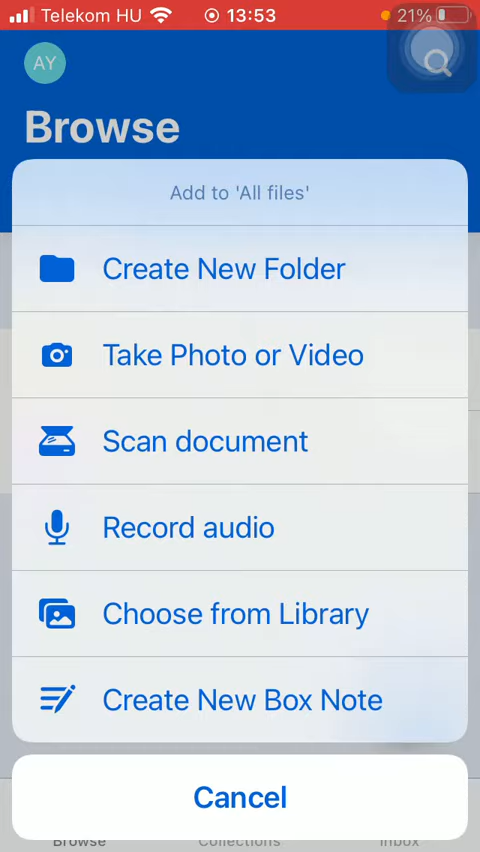 Telekom HU 13:53 21%
AY
Browse
Add to 'All files'
Create New Folder
Take Photo or Video
Scan document
Record audio
Choose from Library
Create New Box Note
Cancel
Browse Collections Inbox